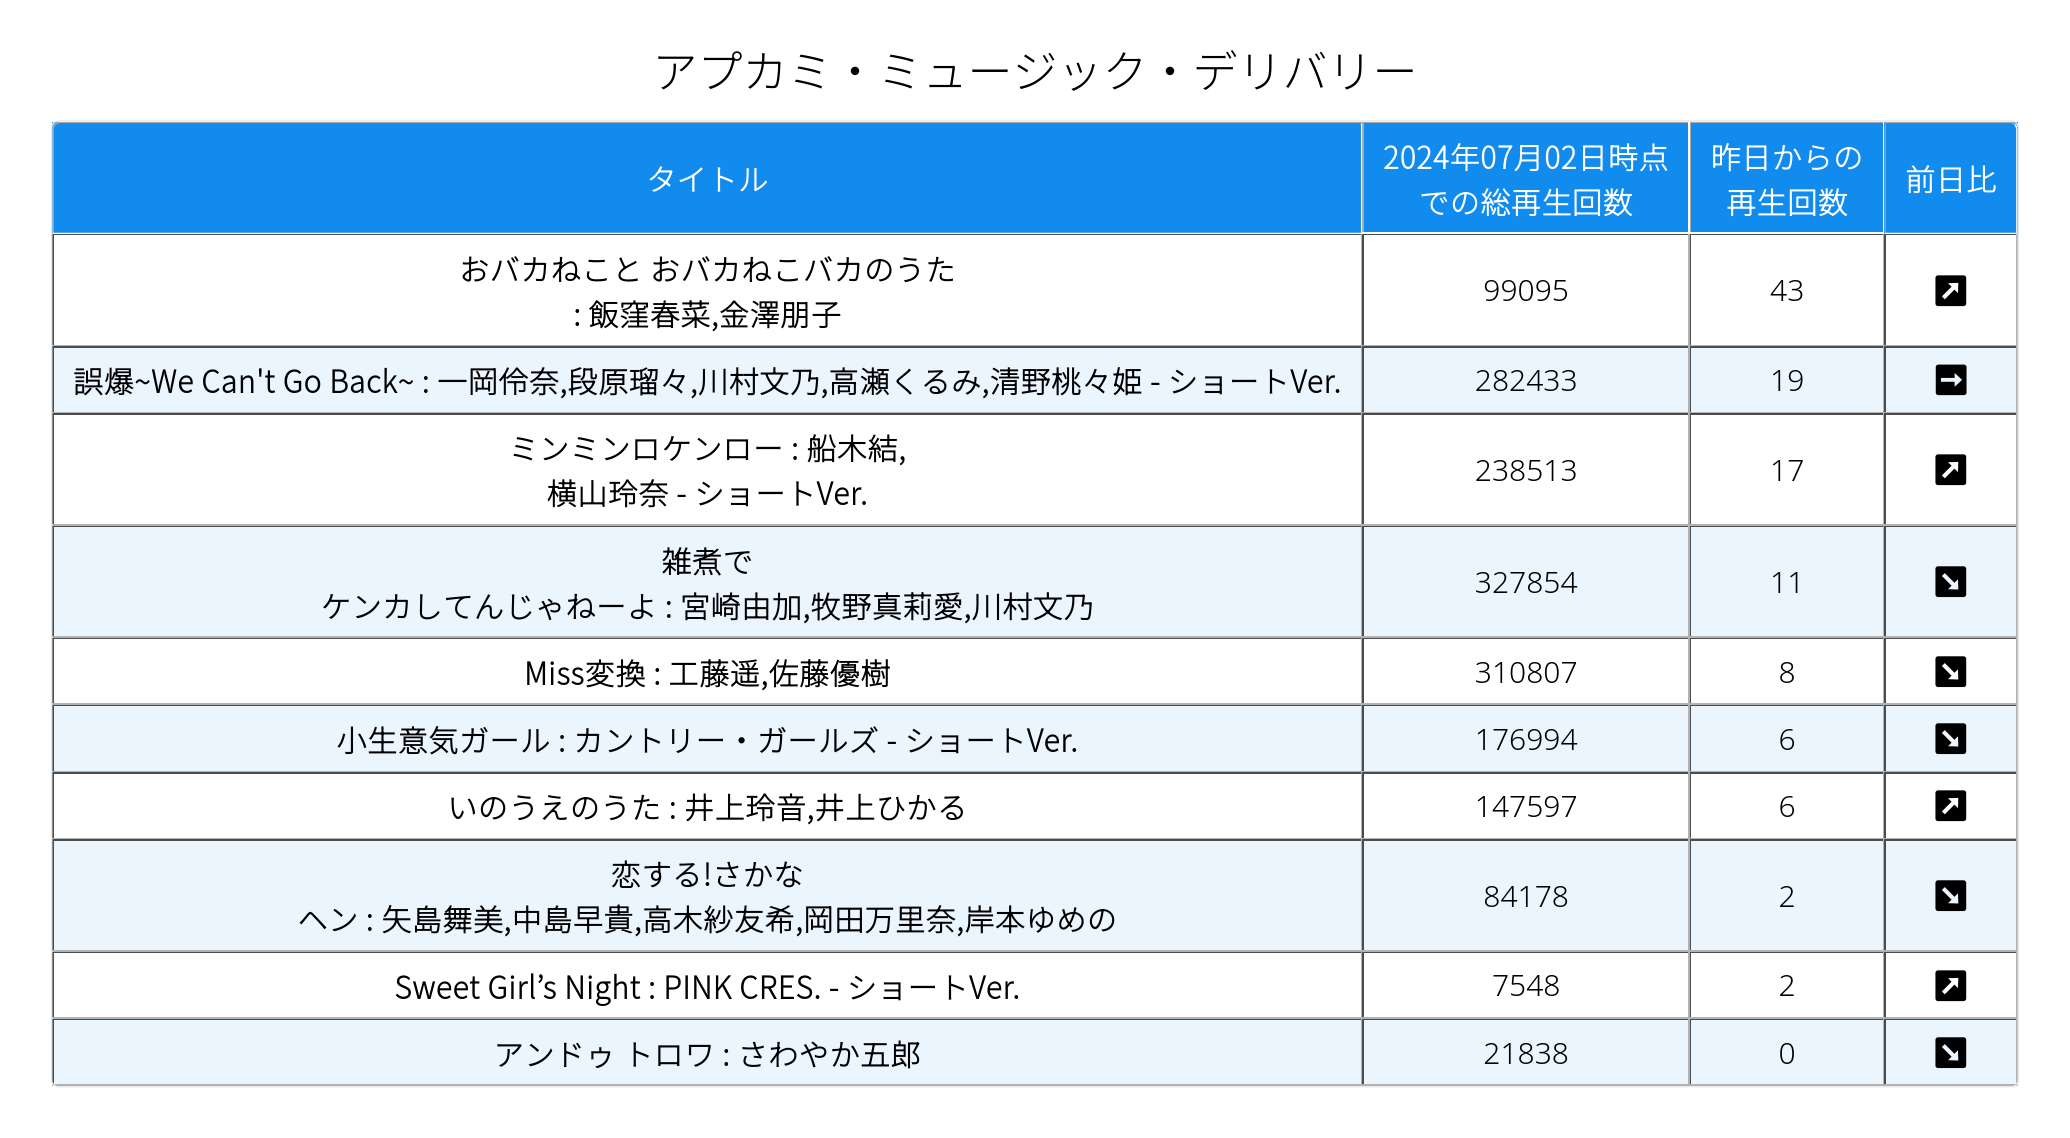 アプカミ・ミュージック・デリバリー
タイトル
2024年07月02日時点
での総再生回数
昨日からの
再生回数
前日比
おバカねこと おバカねこバカのうた
: 飯窪春菜,金澤朋子
99095
43
↗
誤爆~We Can't Go Back~ : 一岡伶奈,段原瑠々,川村文乃,高瀬くるみ,清野桃々姫 - ショートVer.
282433
19
➡
ミンミンロケンロー : 船木結,
横山玲奈 - ショートVer.
238513
17
↗
雑煮で
ケンカしてんじゃねーよ : 宮崎由加,牧野真莉愛,川村文乃
327854
11
↘
Miss変換 : 工藤遥,佐藤優樹
310807
8
↘
小生意気ガール : カントリー・ガールズ - ショートVer.
176994
6
↘
いのうえのうた : 井上玲音,井上ひかる
147597
6
↗
恋する!さかな
ヘン : 矢島舞美,中島早貴,高木紗友希,岡田万里奈,岸本ゆめの
84178
2
↘
Sweet Girl’s Night : PINK CRES. - ショートVer.
7548
2
↗
アンドゥ トロワ : さわやか五郎
21838
0
↘